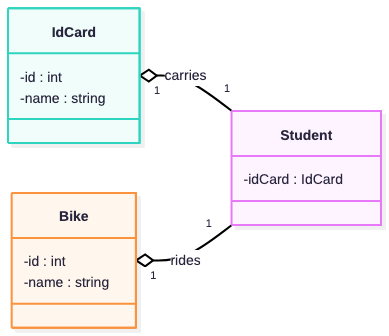 IdCard
-id : int
-name : string
carries
1
1
Student
-idCard : IdCard
Bike
-id : int
-name : string
rides
1
1